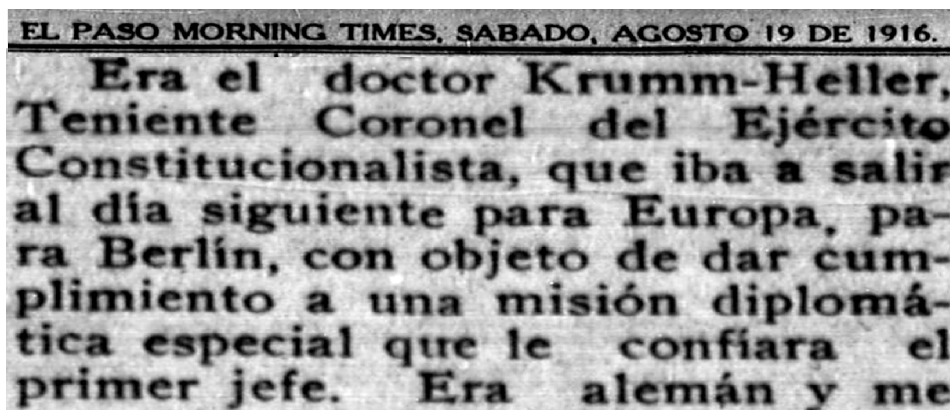 EL PASO MORNING TIMES, SABADO, AGOSTO 19 DE 1916.
Era el doctor Krumm-Heller,
Teniente Coronel del Ejército
Constitucionalista, que iba a salir
al día siguiente para Europa, pa-
ra Berlín, con objeto de dar cum-
plimiento a una misión diplomá-
tica especial que le confíara el
primer jefe. Era alemán y me